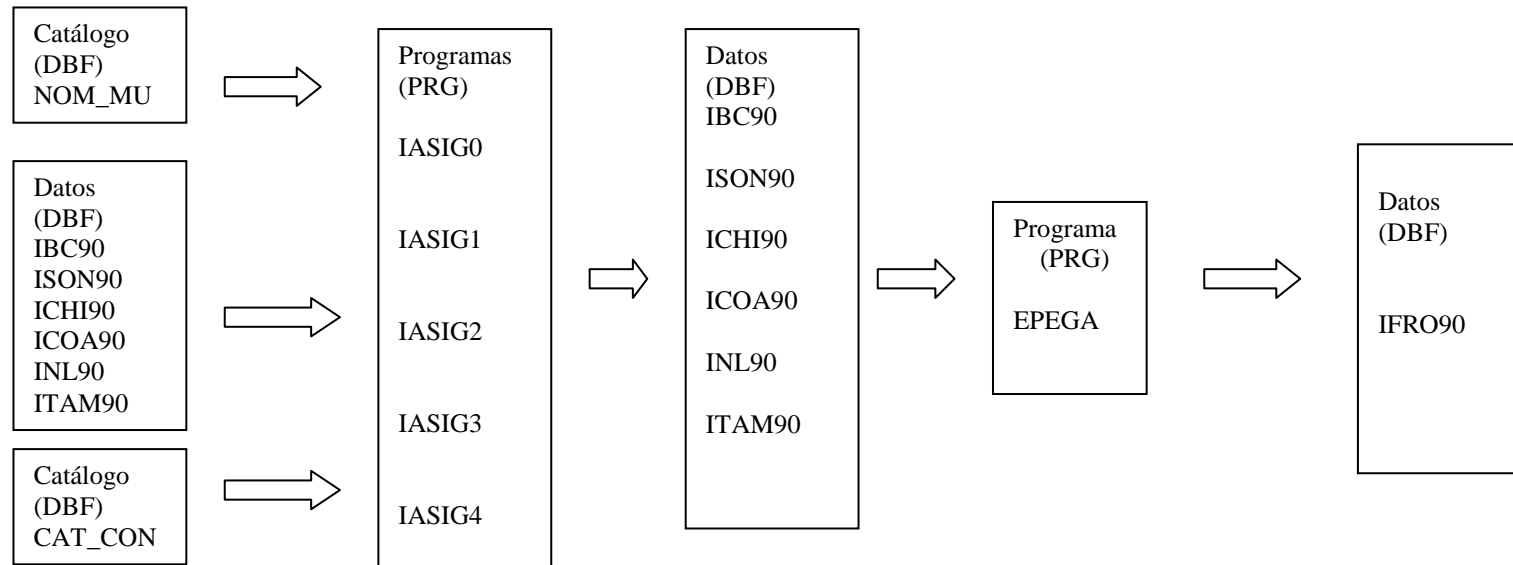 Catálogo
(DBF)
NOM_MU
Datos
(DBF)
IBC90
ISON90
ICHI90
ICOA90
INL90
ITAM90
Catálogo
(DBF)
CAT_CON
Programas
(PRG)
IASIG0
IASIG1
IASIG2
IASIG3
IASIG4
Datos
(DBF)
IBC90
ISON90
ICHI90
ICOA90
INL90
ITAM90
Programa
(PRG)
EPEGA
Datos
(DBF)
IFRO90